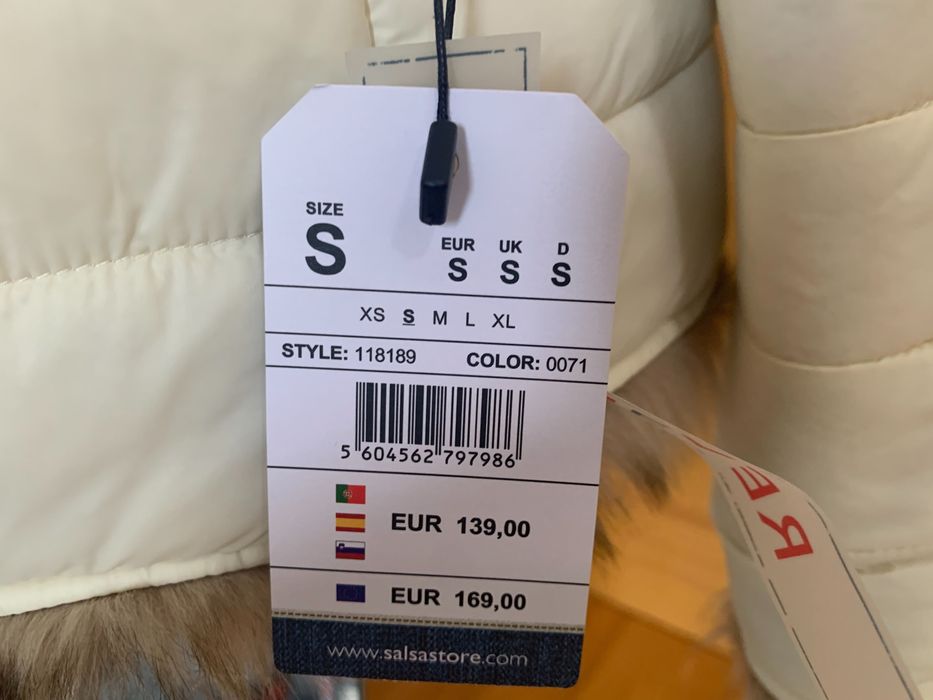 SIZE
S
EUR UK D
S S S
XS S M L XL
STYLE: 118189 COLOR: 0071
5 604562 797986
EUR 139,00
EUR 169,00
www.salsastore.com